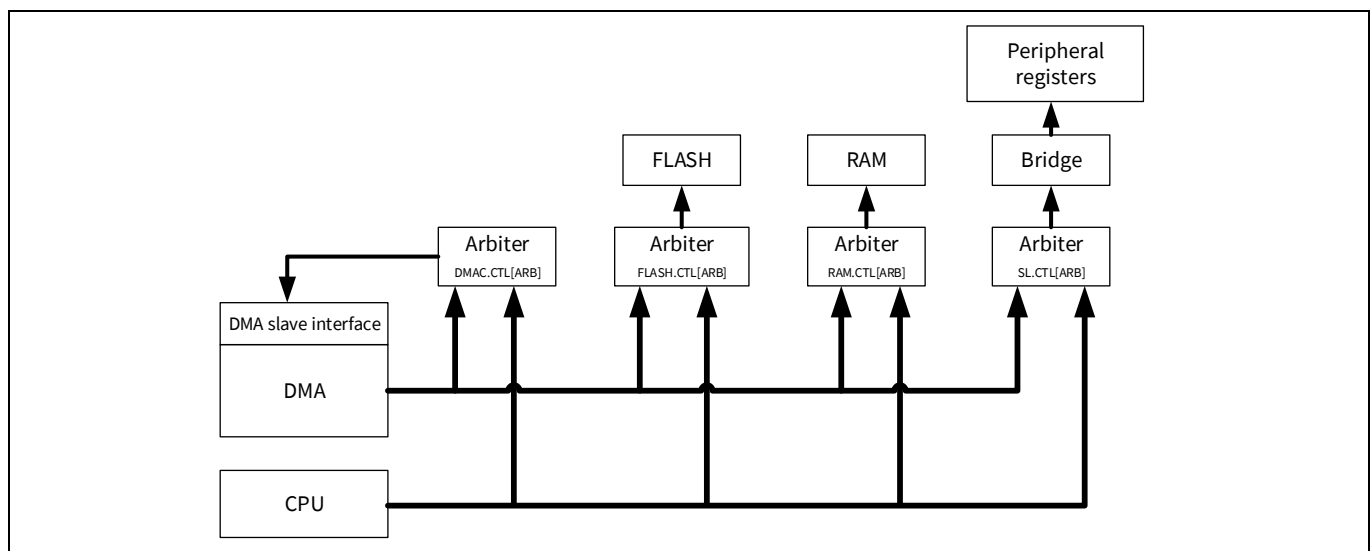 Peripheral
registers
FLASH
RAM
Bridge
Arbiter
DMAC.CTL[ARB]
Arbiter
FLASH.CTL[ARB]
Arbiter
RAM.CTL[ARB]
Arbiter
SL.CTL[ARB]
DMA slave interface
DMA
CPU